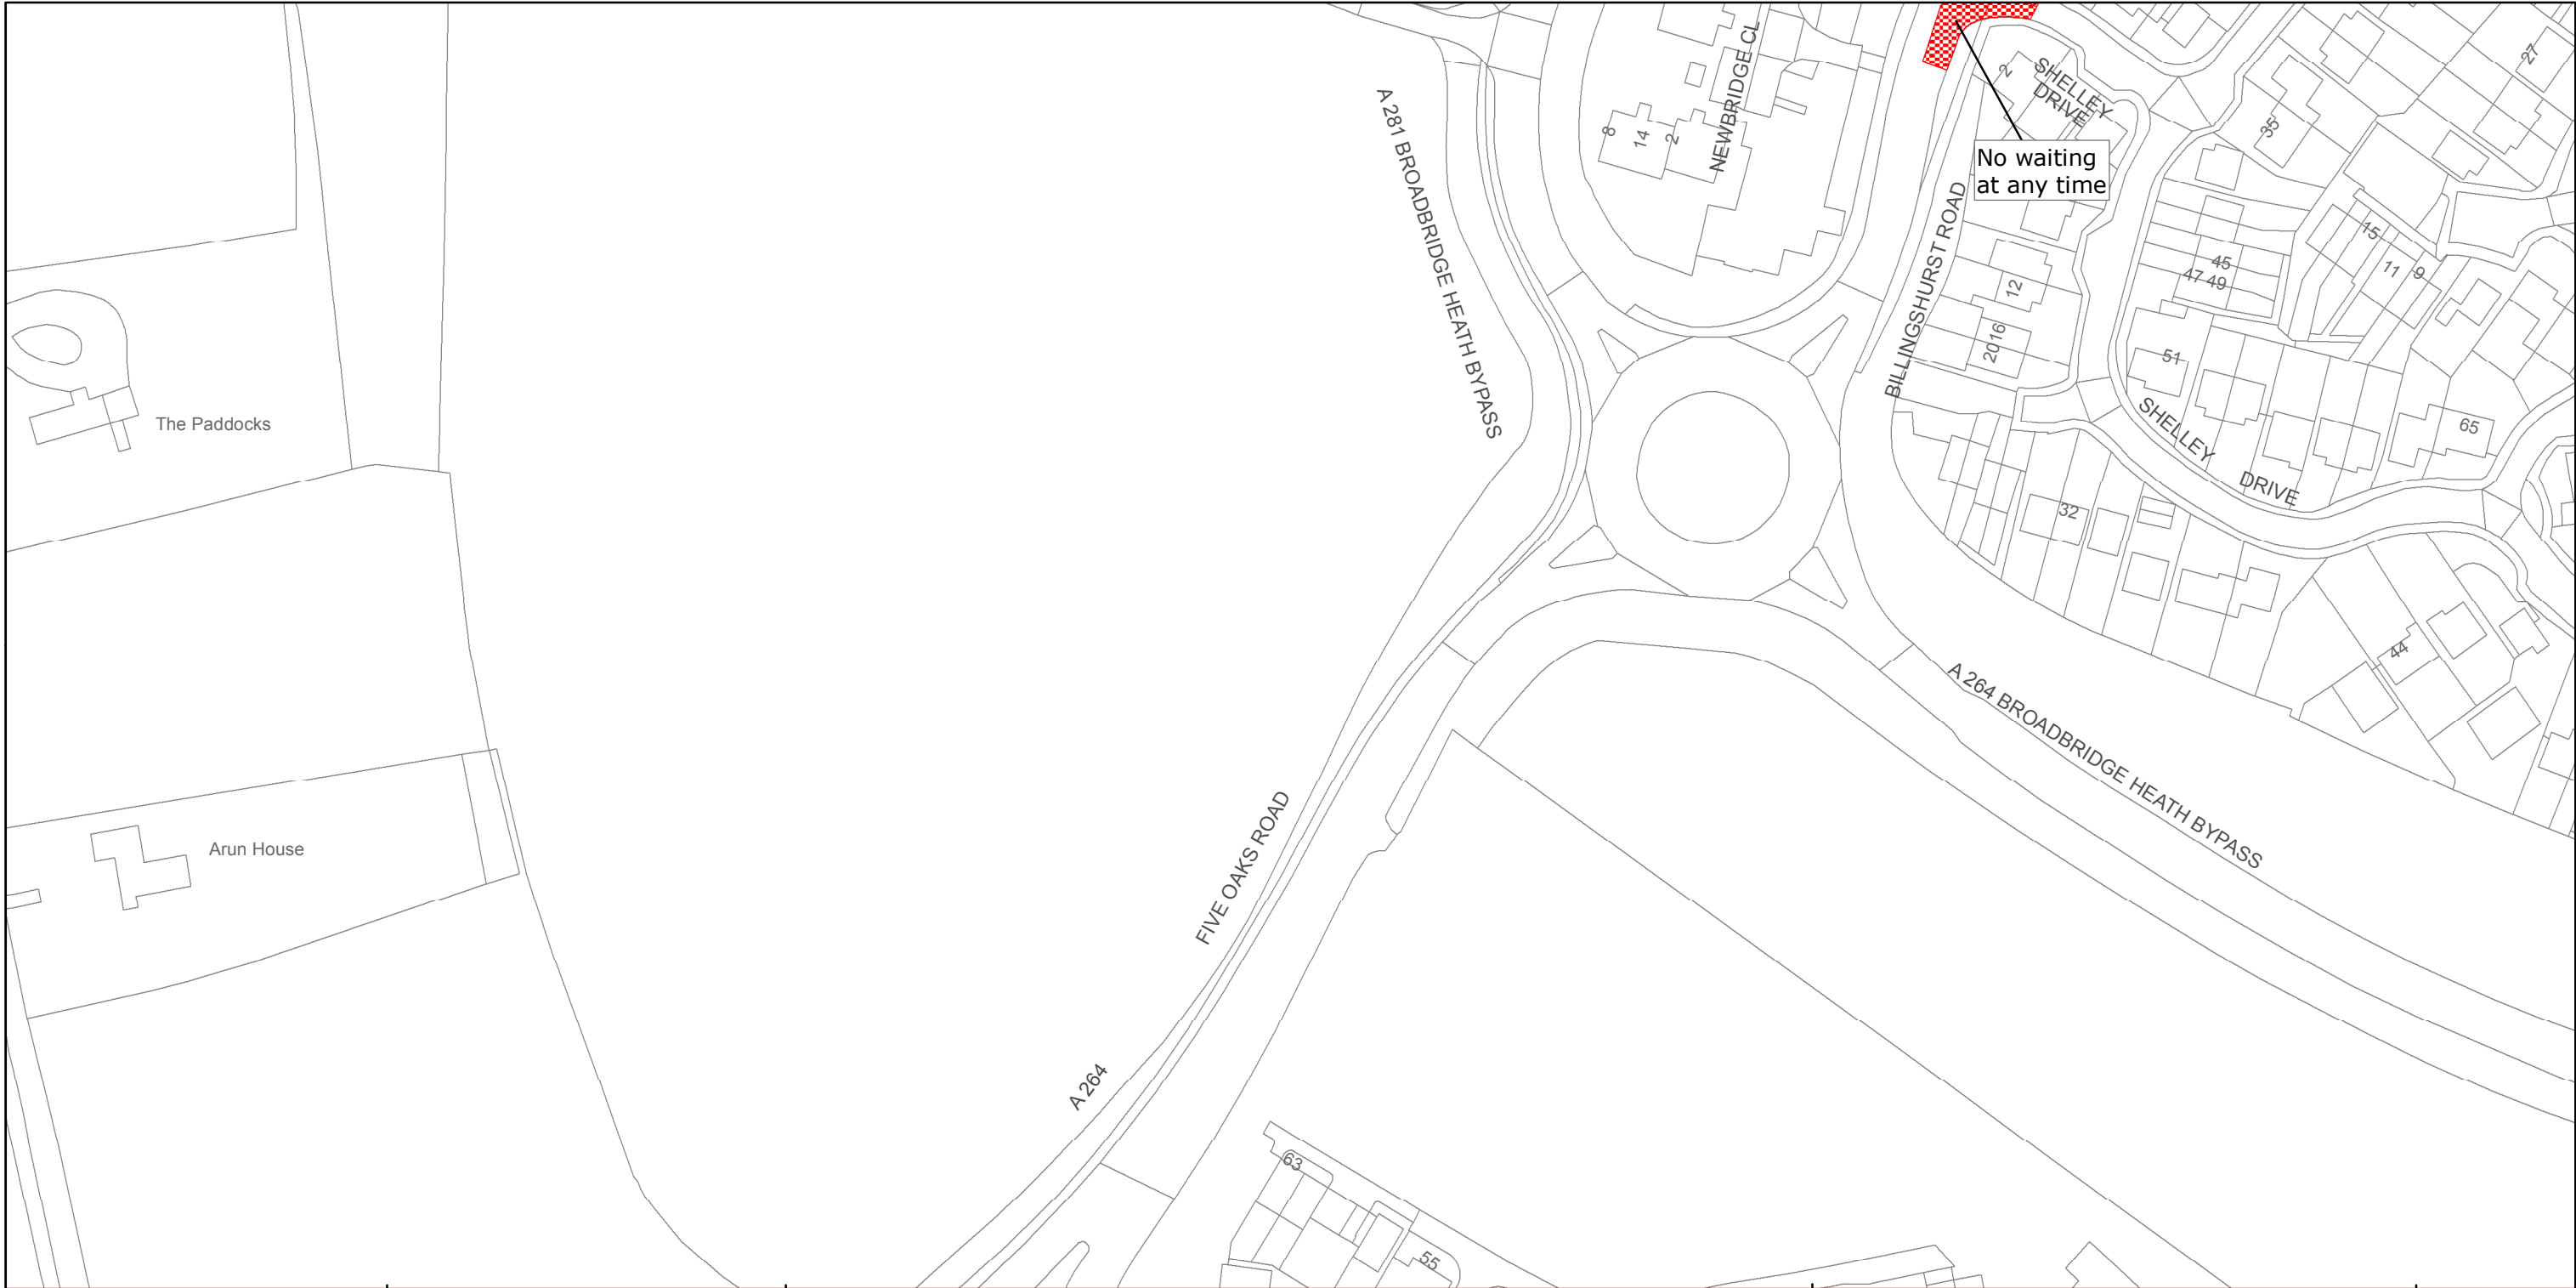 NEWBRIDGE CL
27
SHELLEY
DRIVE
2
8
14
2
35
No waiting
at any time
A 281 BROADBRIDGE HEATH BYPASS
BILLINGSHURST ROAD
15
11
9
45
47 49
12
16
20
51
The Paddocks
65
SHELLEY
DRIVE
32
44
A 264 BROADBRIDGE HEATH BYPASS
Arun House
FIVE OAKS ROAD
A 264
63
55